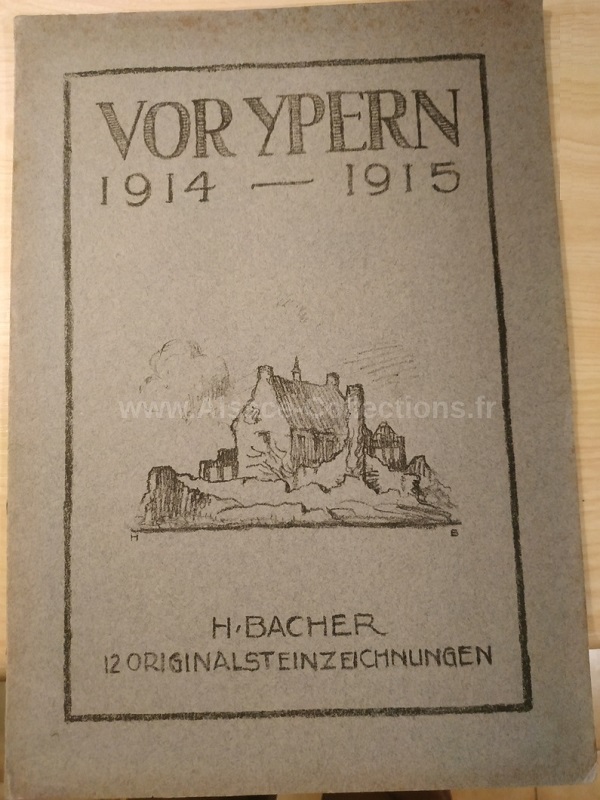 VOR YPERN
1914 — 1915
www.Alsace-Collections.fr
H B
H. BACHER
12 ORIGINALSTEINZEICHNUNGEN